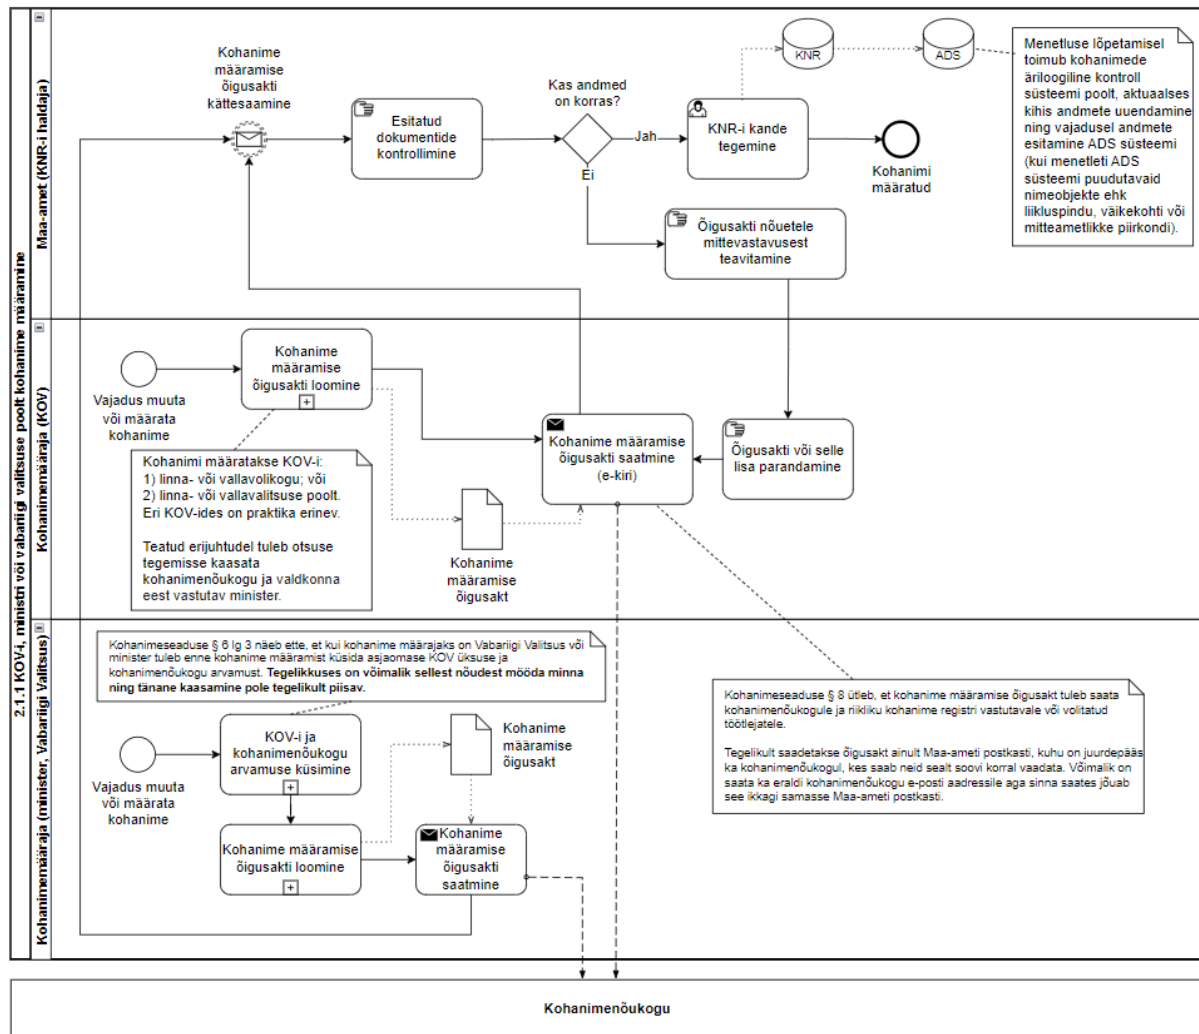 2.1.1 KOV-i, ministri või vabariigi valitsuse poolt kohanime määramine
Maa-amet (KNR-i haldaja)
Kohanime
määramise
õigusakti
kättesaamine
Esitatud
dokumentide
kontrollimine
Kas andmed
on korras?
Jah
Ei
KNR-i kande
tegemine
KNR
ADS
Kohanimi
määratud
Menetluse lõpetamisel
toimub kohanimede
äriloogiline kontroll
süsteemi poolt, aktuaalses
kihis andmete uuendamine
ning vajadusel andmete
esitamine ADS süsteemi
(kui menetleti ADS
süsteemi puudutavaid
nimeobjekte ehk
liikluspindu, väikekohti või
mitteametlikke piirkondi).
Õigusakti nõuetele
mittevastavusest
teavitamine
Kohanimemääraja (KOV)
Vajadus muuta
või määrata
kohanime
Kohanime
määramise
õigusakti loomine
Kohanimi määratakse KOV-i:
1) linna- või vallavolikogu; või
2) linna- või vallavalitsuse poolt.
Eri KOV-ides on praktika erinev.
Teatud erijuhtudel tuleb otsuse
tegemisse kaasata
kohanimenõukogu ja valdkonna
eest vastutav minister.
Kohanime
määramise
õigusakt
Kohanime määramise
õigusakti saatmine
(e-kiri)
Õigusakti või selle
lisa parandamine
Kohanimemääraja (minister, Vabariigi Valitsus)
Kohanimeseaduse § 6 lg 3 näeb ette, et kui kohanime määrajaks on Vabariigi Valitsus või
minister tuleb enne kohanime määramist küsida asjaomase KOV üksuse ja
kohanimenõukogu arvamust. Tegelikkuses on võimalik sellest nõudest mööda minna
ning tänane kaasamine pole tegelikult piisav.
Vajadus muuta
või määrata
kohanime
KOV-i ja
kohanimenõukogu
arvamuse küsimine
Kohanime määramise
õigusakti loomine
Kohanime
määramise
õigusakt
Kohanime
määramise
õigusakti
saatmine
Kohanimeseaduse § 8 ütleb, et kohanime määramise õigusakt tuleb saata
kohanimenõukogule ja riikliku kohanime registri vastutavale või volitatud
töötlejatele.
Tegelikult saadetakse õigusakt ainult Maa-ameti postkasti, kuhu on juurdepääs
ka kohanimenõukogul, kes saab neid sealt soovi korral vaadata. Võimalik on
saata ka eraldi kohanimenõukogu e-posti aadressile aga sinna saates jõuab
see ikkagi samasse Maa-ameti postkasti.
Kohanimenõukogu